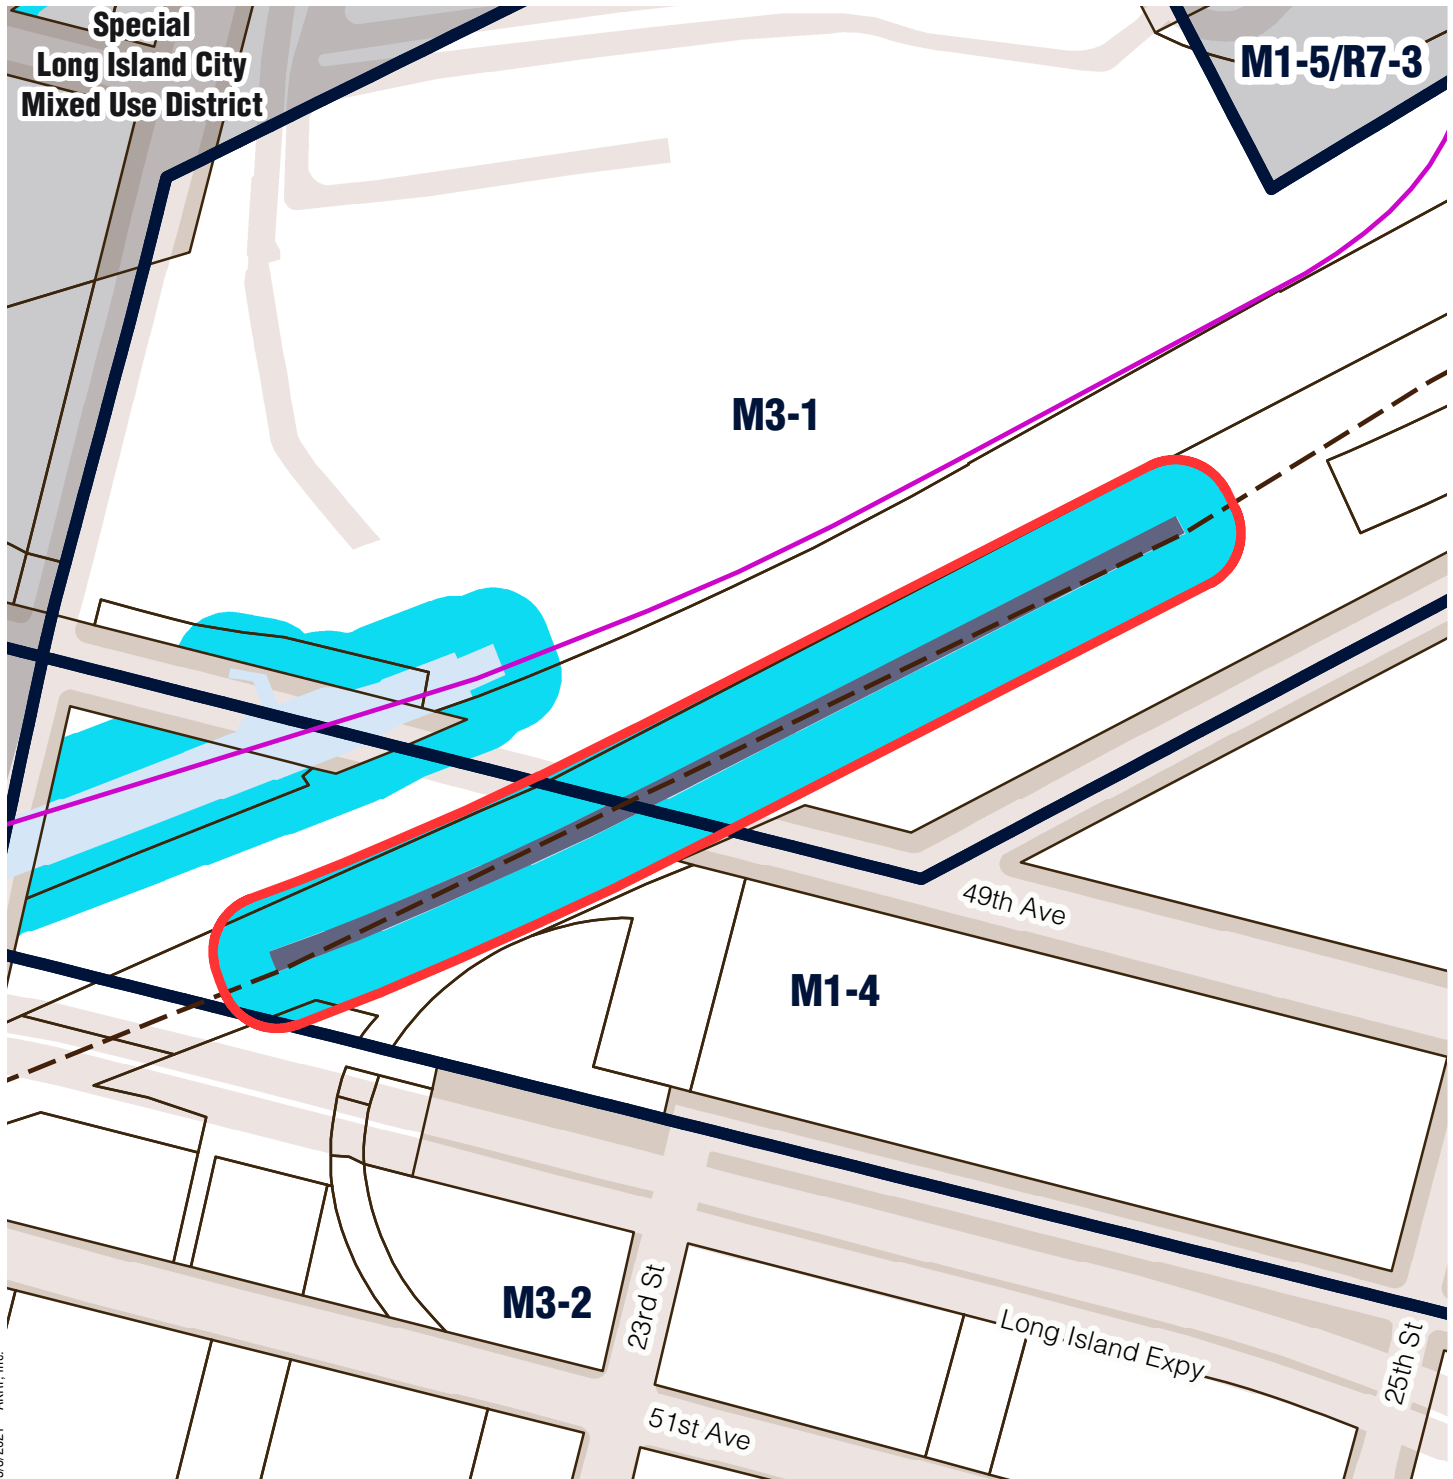 Special
Long Island City
Mixed Use District
M1-5/R7-3
M3-1
49th Ave
M1-4
M3-2
23rd St
Long Island Expy
25th St
51st Ave